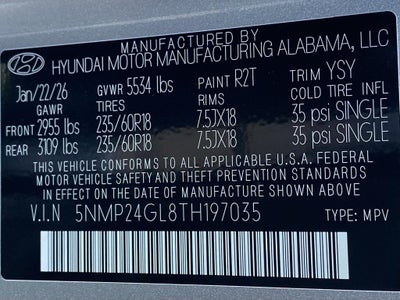 MANUFACTURED BY
HYUNDAI MOTOR MANUFACTURING ALABAMA, LLC
Jan/22/26 GVWR 5534 lbs PAINT R2T TRIM YSY
GAWR TIRES RIMS COLD TIRE INFL
FRONT 2955 lbs 235/60R18 7.5JX18 35 psi SINGLE
REAR 3109 lbs 235/60R18 7.5JX18 35 psi SINGLE
THIS VEHICLE CONFORMS TO ALL APPLICABLE U.S.A. FEDERAL
MOTOR VEHICLE SAFETY AND THEFT PREVENTION STANDARDS
IN EFFECT ON THE DATE OF MANUFACTURE SHOWN ABOVE
V.I.N 5NMP24GL8TH197035 TYPE: MPV